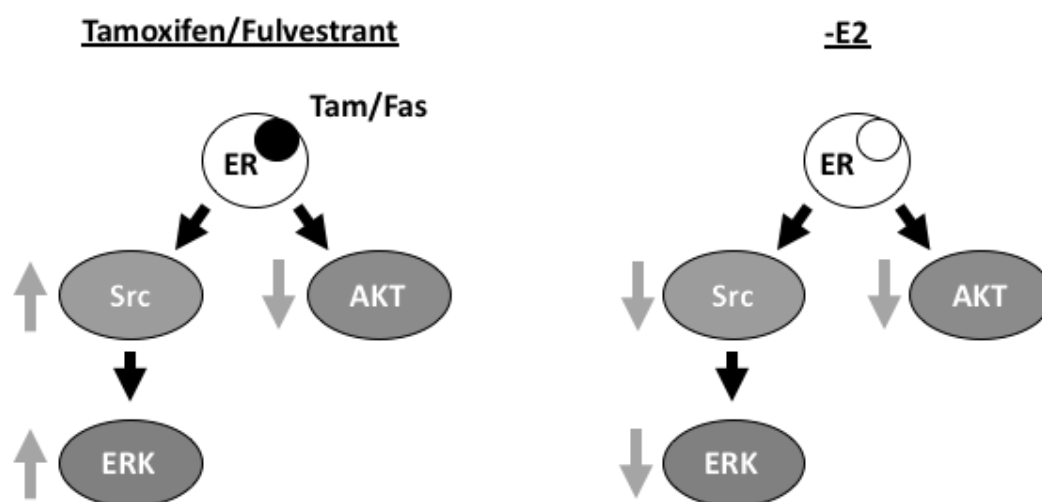 Tamoxifen/Fulvestrant
Tam/Fas
ER
Src
AKT
ERK
-E2
ER
Src
AKT
ERK